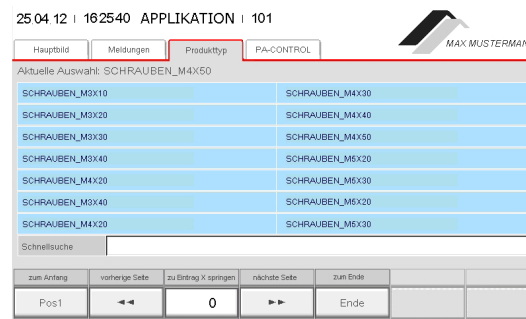 25.04.12 | 162540 APPLIKATION | 101
MAX MUSTERMAN
Hauptbild Meldungen Produkttyp PA-CONTROL
Aktuelle Auswahl: SCHRAUBEN_M4X50
SCHRAUBEN_M3X10 SCHRAUBEN_M4X30
SCHRAUBEN_M3X20 SCHRAUBEN_M4X40
SCHRAUBEN_M3X30 SCHRAUBEN_M4X50
SCHRAUBEN_M3X40 SCHRAUBEN_M5X20
SCHRAUBEN_M4X20 SCHRAUBEN_M5X30
SCHRAUBEN_M3X40 SCHRAUBEN_M5X20
SCHRAUBEN_M4X20 SCHRAUBEN_M5X30
Schnellsuche
zum Anfang vorherige Seite zu Eintrag X springen nächste Seite zum Ende
Pos1 ◄◄ 0 ►► Ende